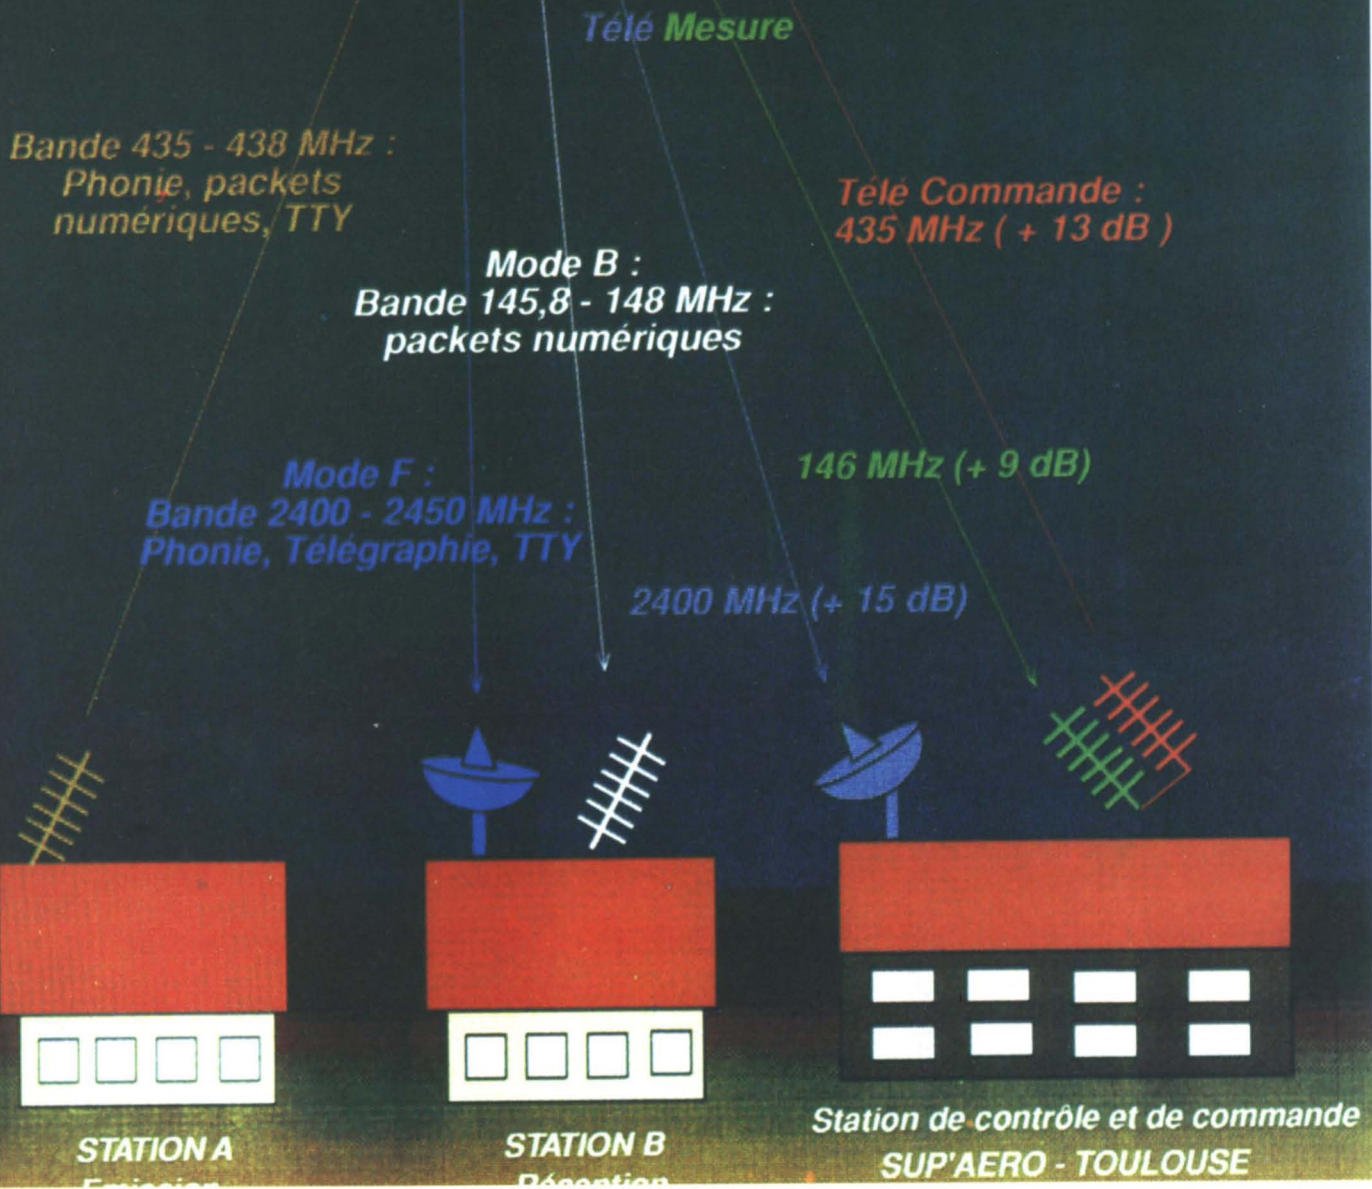 Télé Mesure
Bande 435 - 438 MHz :
Phonie, packets
numériques, TTY
Télé Commande :
435 MHz ( + 13 dB )
Mode B :
Bande 145,8 - 148 MHz :
packets numériques
146 MHz (+ 9 dB)
Mode F :
Bande 2400 - 2450 MHz :
Phonie, Télégraphie, TTY
2400 MHz (+ 15 dB)
STATION A
Emission
STATION B
Réception
Station de contrôle et de commande
SUP'AERO - TOULOUSE